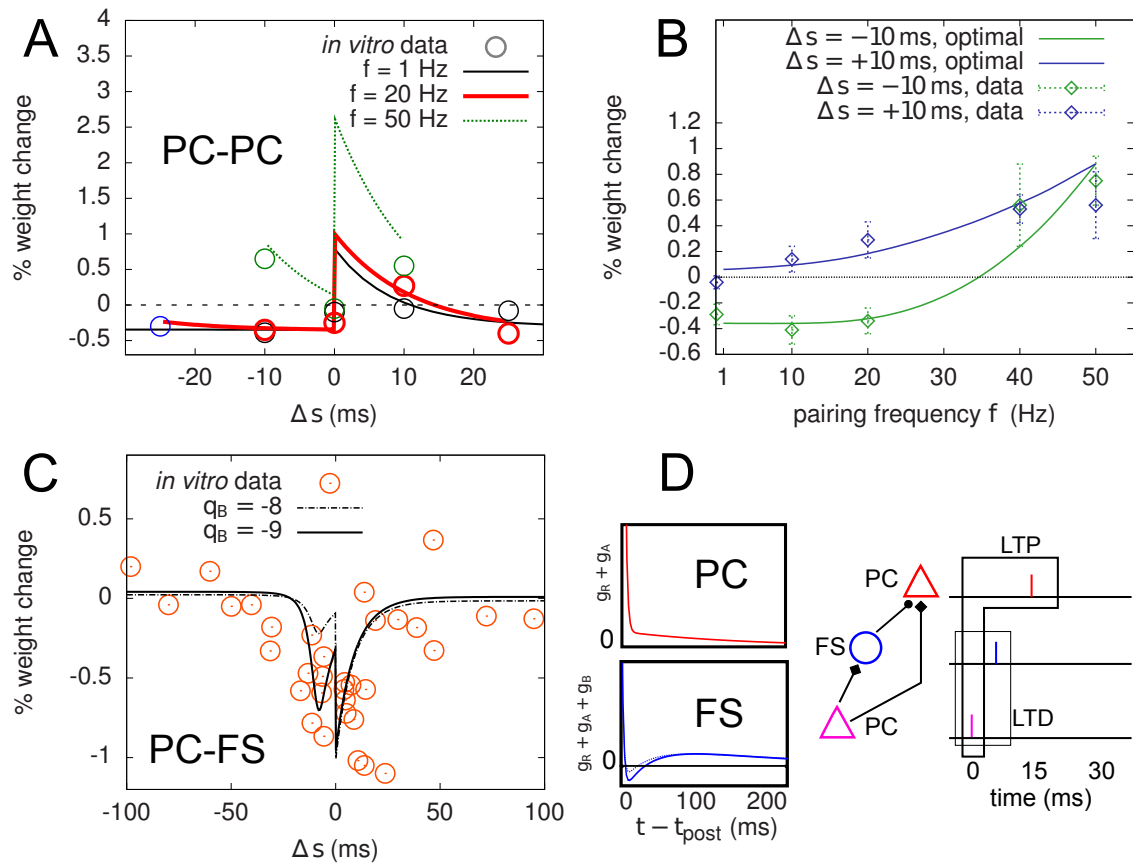 A
4
3.5
3
2.5
2
1.5
1
0.5
0
-0.5
% weight change
in vitro data
f = 1 Hz
f = 20 Hz
f = 50 Hz
PC-PC
-20 -10 0 10 20
Δ s (ms)
B
Δ s = −10 ms, optimal
Δ s = +10 ms, optimal
Δ s = −10 ms, data
Δ s = +10 ms, data
% weight change
1.2
1
0.8
0.6
0.4
0.2
0
-0.2
-0.4
-0.6
1 10 20 30 40 50
pairing frequency f (Hz)
C
in vitro data
q_B = -8
q_B = -9
% weight change
0.5
0
-0.5
-1
PC-FS
-100 -50 0 50 100
Δ s (ms)
D
g_R + g_A
0
PC
g_R + g_A + g_B
0
FS
0 100 200
t − t_post (ms)
PC
FS
PC
LTP
LTD
0 15 30
time (ms)